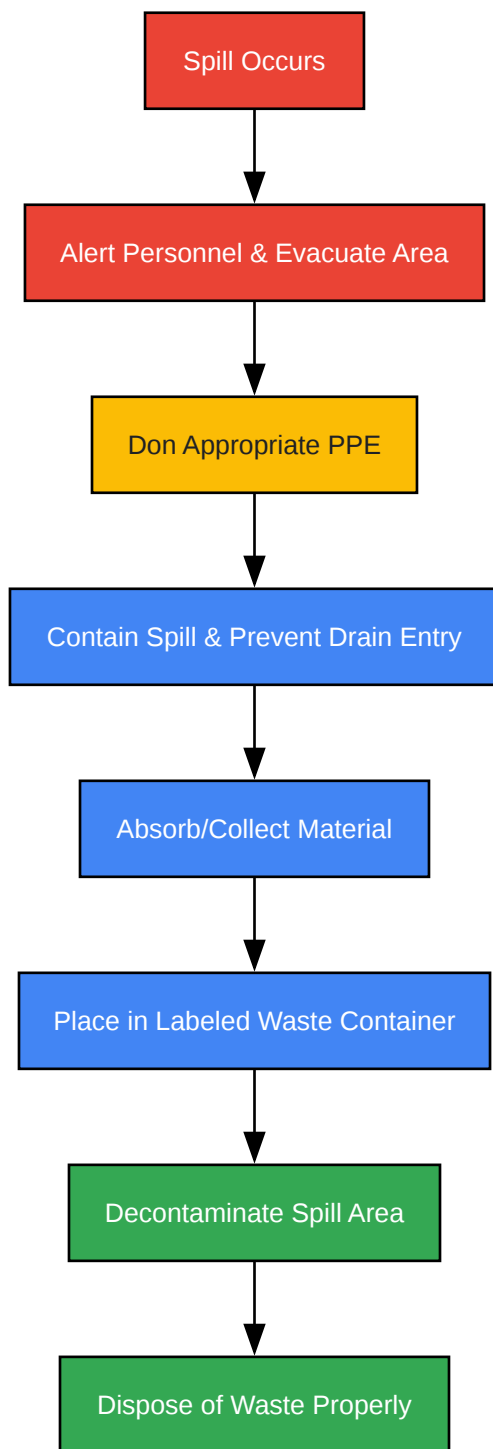 Spill Occurs
Alert Personnel & Evacuate Area
Don Appropriate PPE
Contain Spill & Prevent Drain Entry
Absorb/Collect Material
Place in Labeled Waste Container
Decontaminate Spill Area
Dispose of Waste Properly